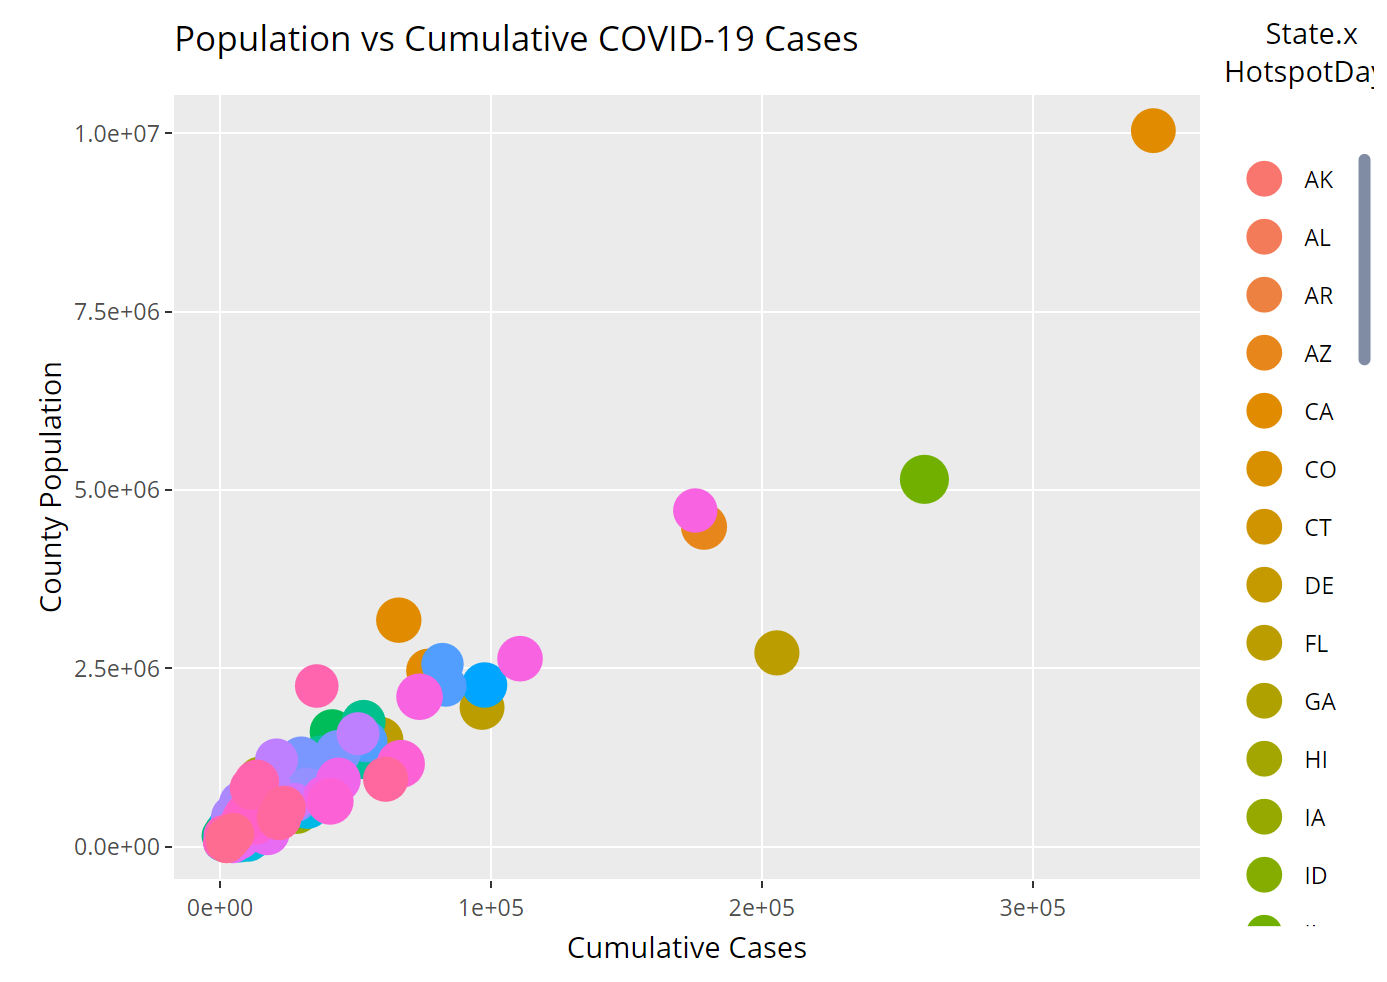 Population vs Cumulative COVID-19 Cases
State.x
HotspotDay
1.0e+07
7.5e+06
5.0e+06
2.5e+06
0.0e+00
County Population
0e+00
1e+05
2e+05
3e+05
Cumulative Cases
AK
AL
AR
AZ
CA
CO
CT
DE
FL
GA
HI
IA
ID